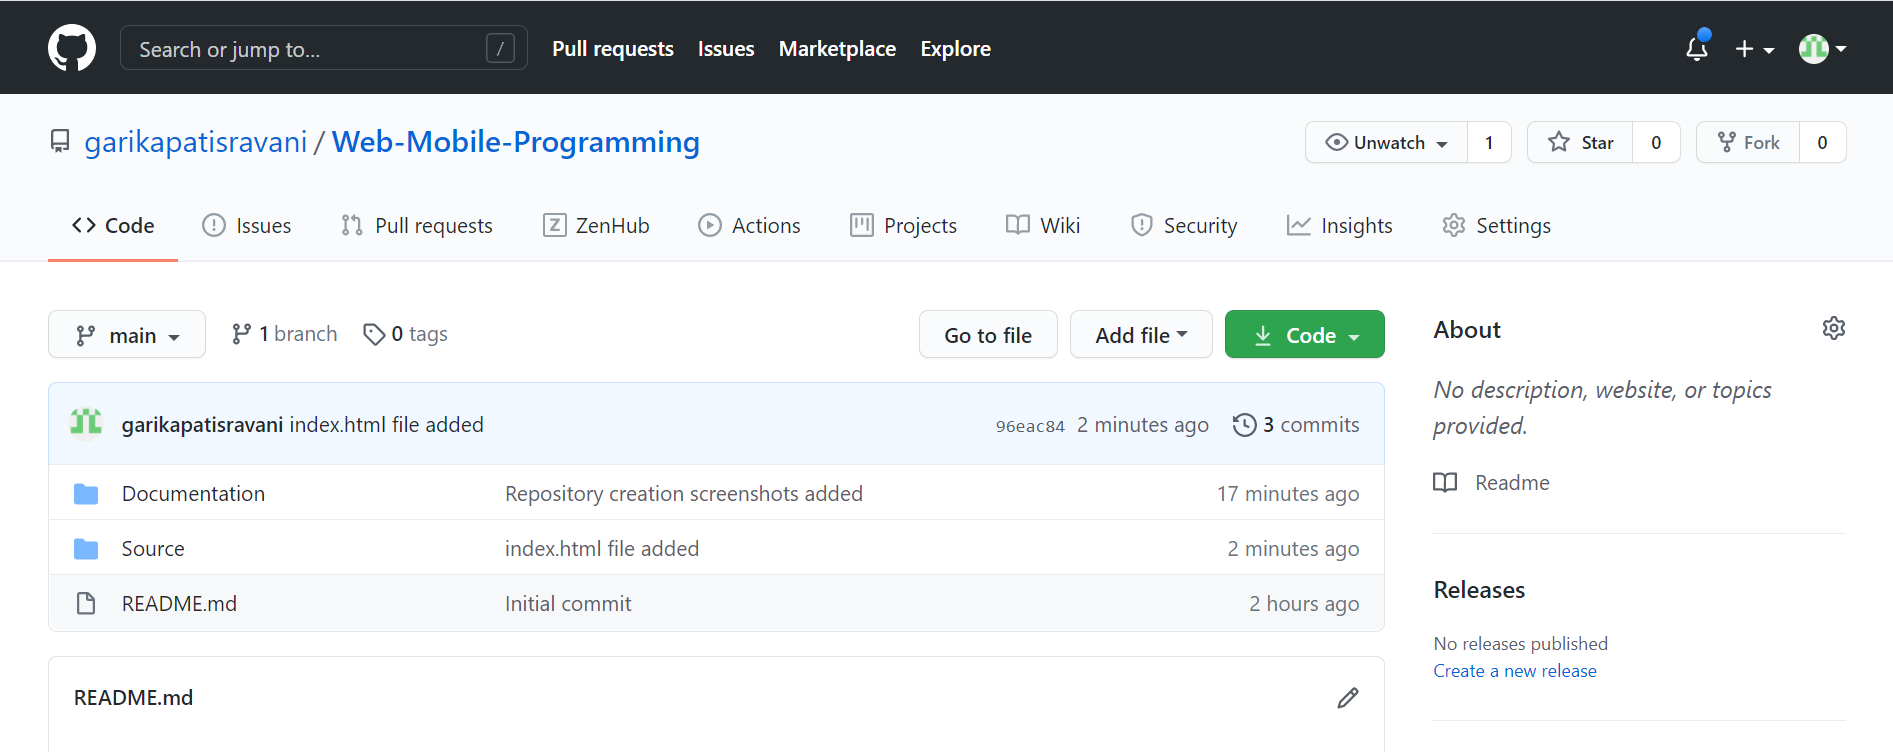 Search or jump to... /
Pull requests Issues Marketplace Explore
garikapatisravani / Web-Mobile-Programming
Unwatch 1 Star 0 Fork 0
Code Issues Pull requests ZenHub Actions Projects Wiki Security Insights Settings
main 1 branch 0 tags Go to file Add file Code
garikapatisravani index.html file added 96eac84 2 minutes ago 3 commits
Documentation Repository creation screenshots added 17 minutes ago
Source index.html file added 2 minutes ago
README.md Initial commit 2 hours ago
README.md
About
No description, website, or topics
provided.
Readme
Releases
No releases published
Create a new release